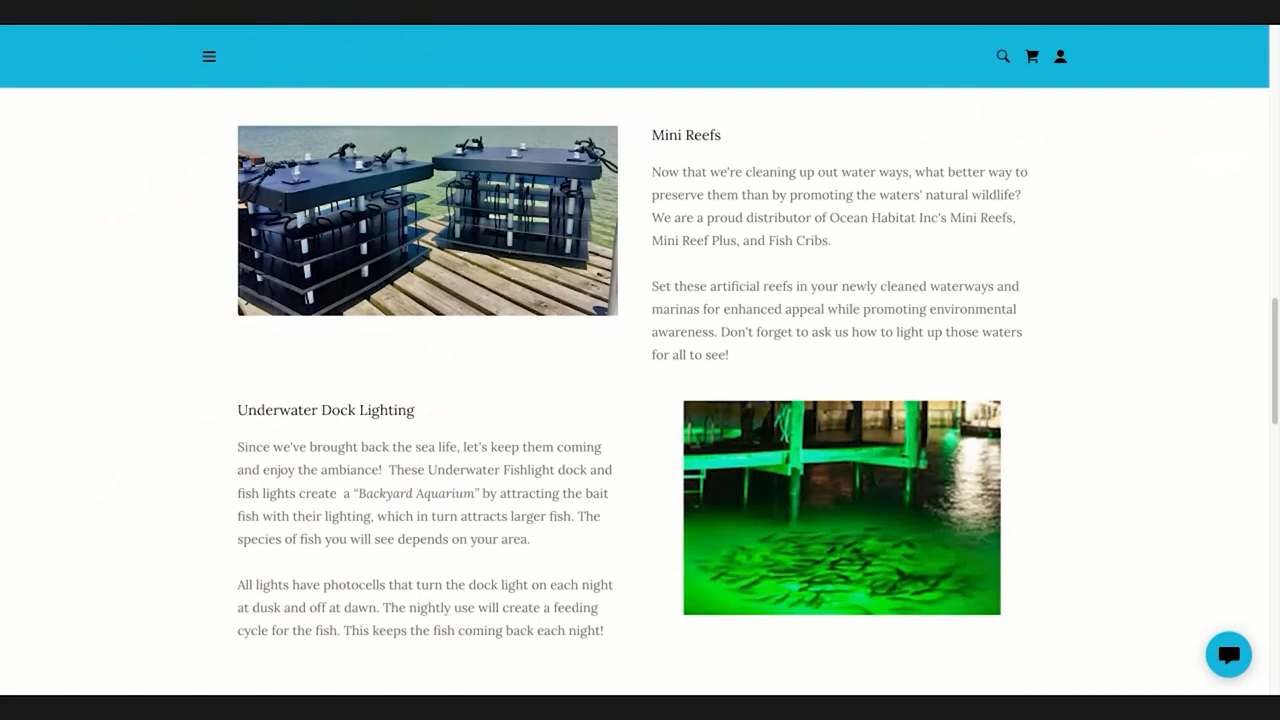 Mini Reefs
Now that we're cleaning up out water ways, what better way to
preserve them than by promoting the waters' natural wildlife?
We are a proud distributor of Ocean Habitat Inc's Mini Reefs,
Mini Reef Plus, and Fish Cribs.
Set these artificial reefs in your newly cleaned waterways and
marinas for enhanced appeal while promoting environmental
awareness. Don't forget to ask us how to light up those waters
for all to see!
Underwater Dock Lighting
Since we've brought back the sea life, let's keep them coming
and enjoy the ambiance!  These Underwater Fishlight dock and
fish lights create  a “Backyard Aquarium” by attracting the bait
fish with their lighting, which in turn attracts larger fish. The
species of fish you will see depends on your area.
All lights have photocells that turn the dock light on each night
at dusk and off at dawn. The nightly use will create a feeding
cycle for the fish. This keeps the fish coming back each night!